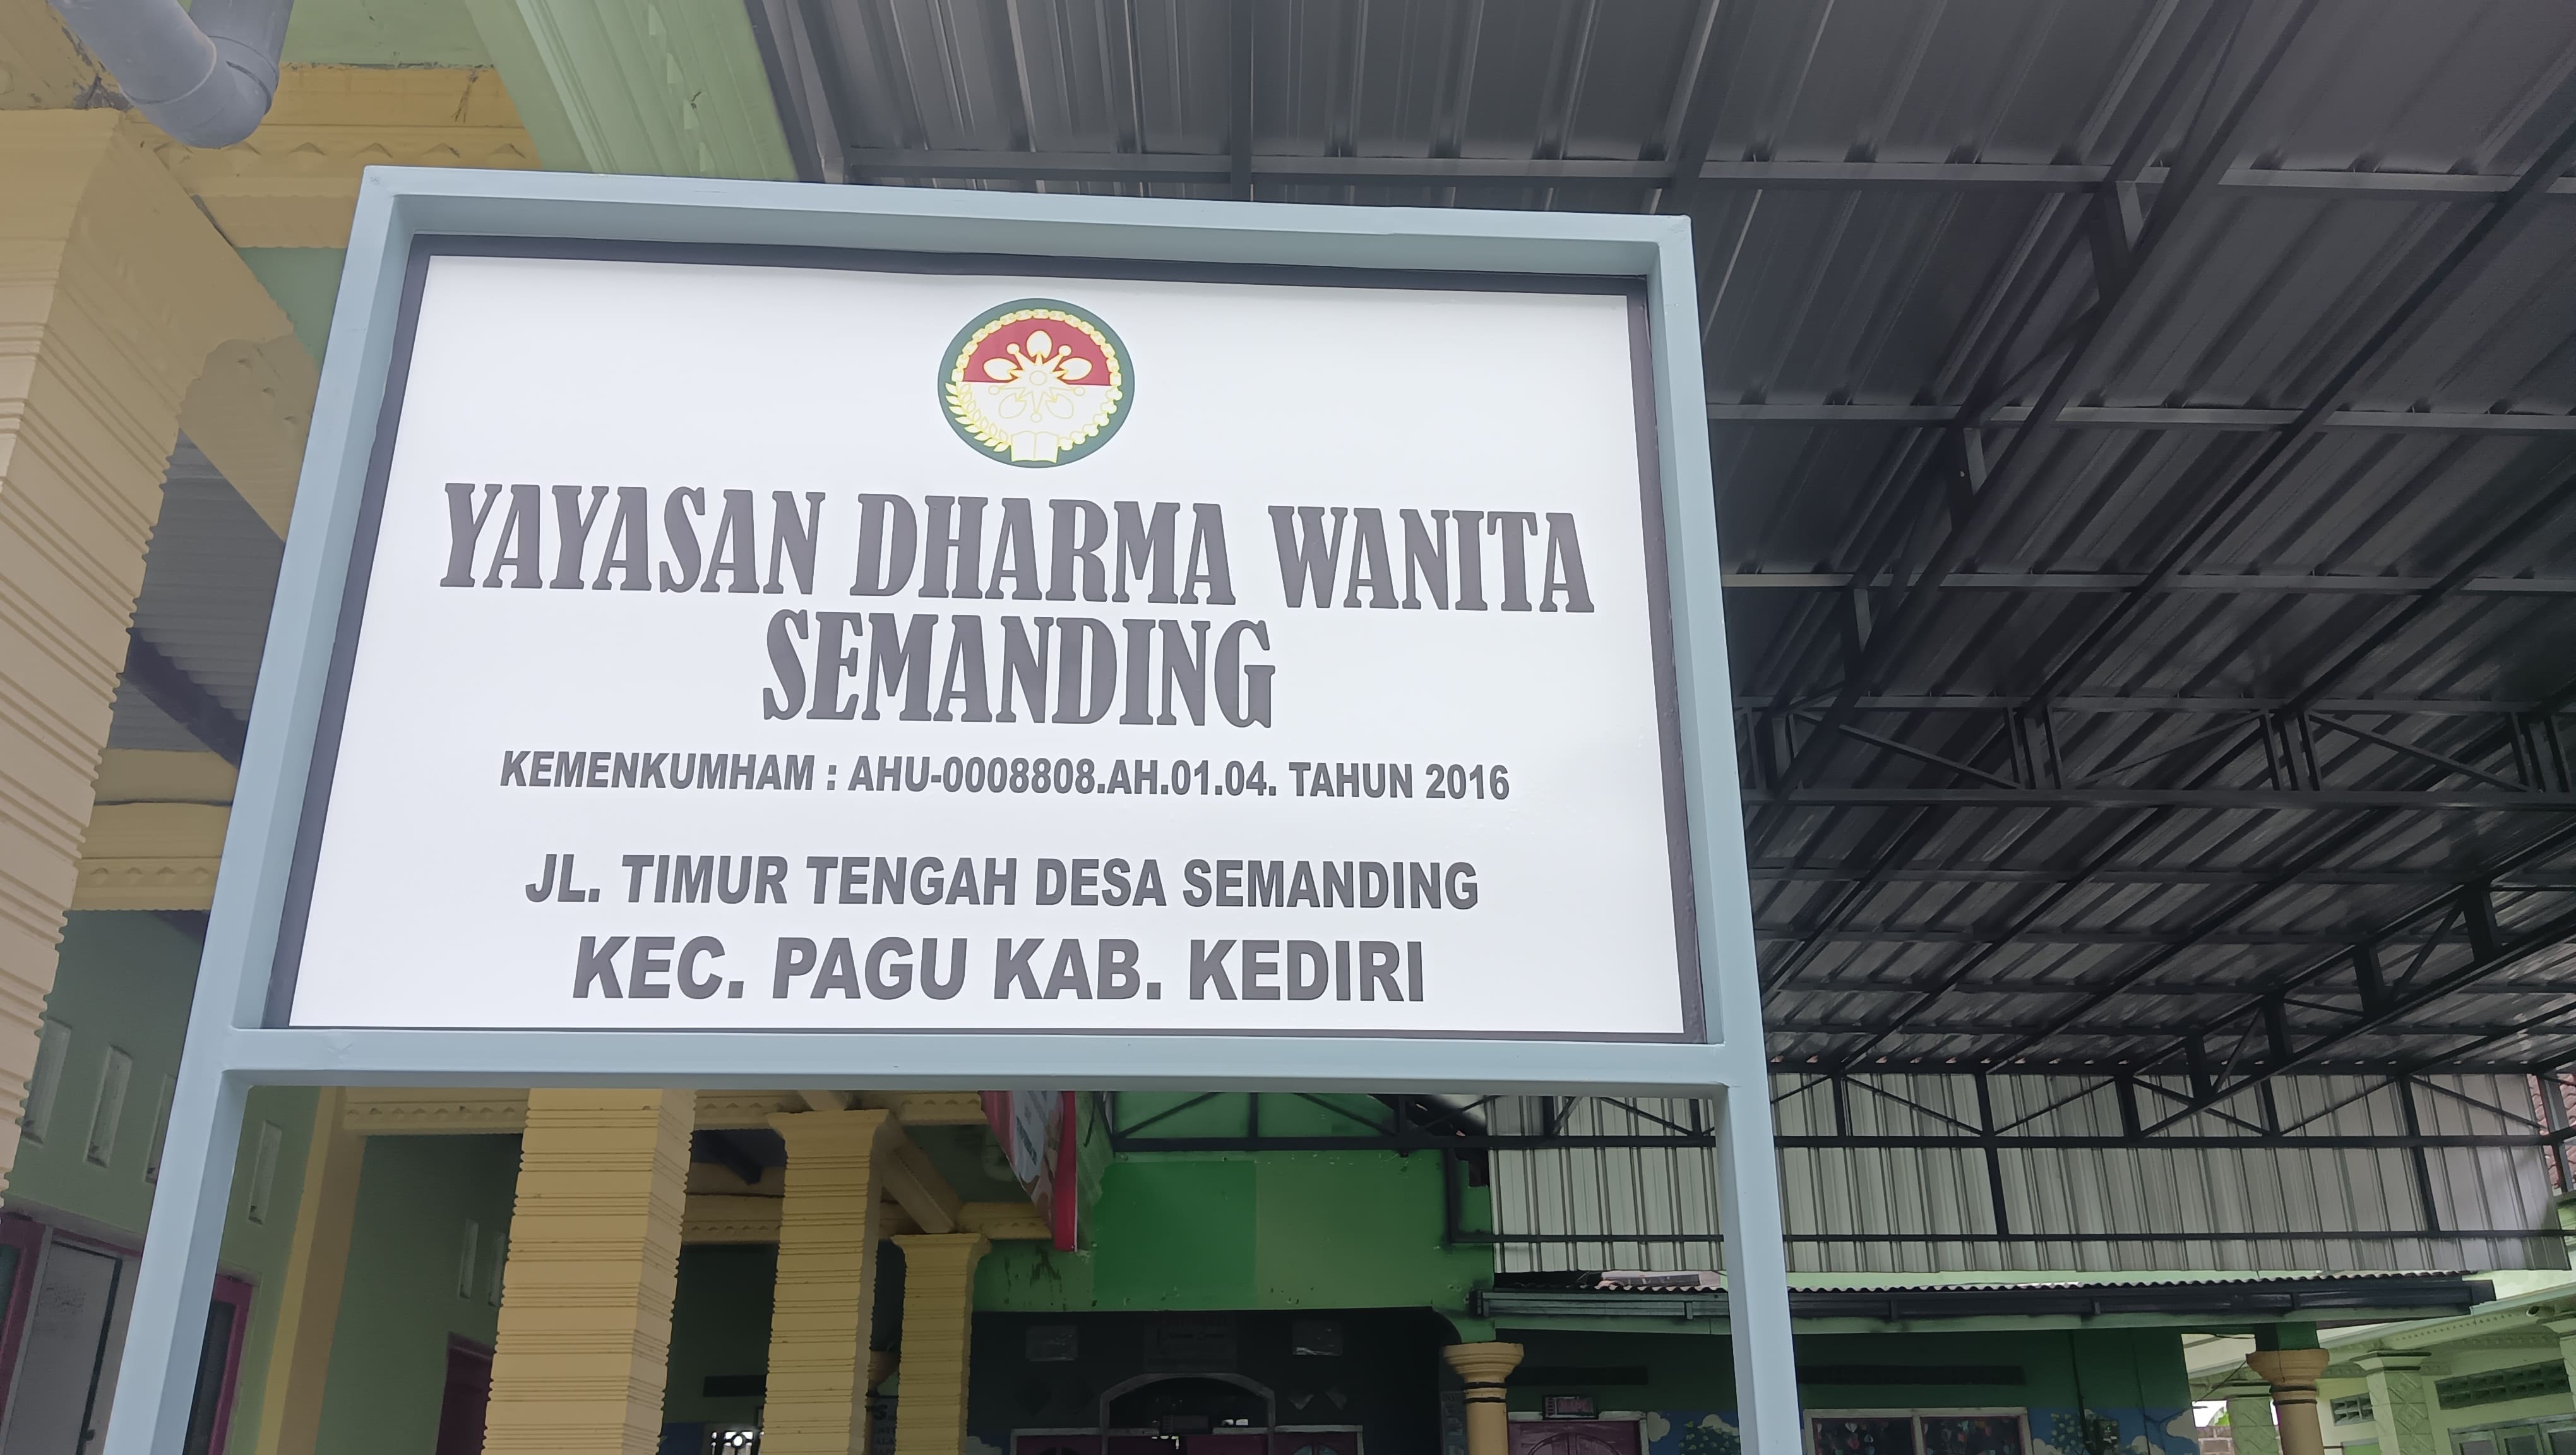 YAYASAN DHARMA WANITA
SEMANDING
KEMENKUMHAM : AHU-0008808.AH.01.04. TAHUN 2016
JL. TIMUR TENGAH DESA SEMANDING
KEC. PAGU KAB. KEDIRI